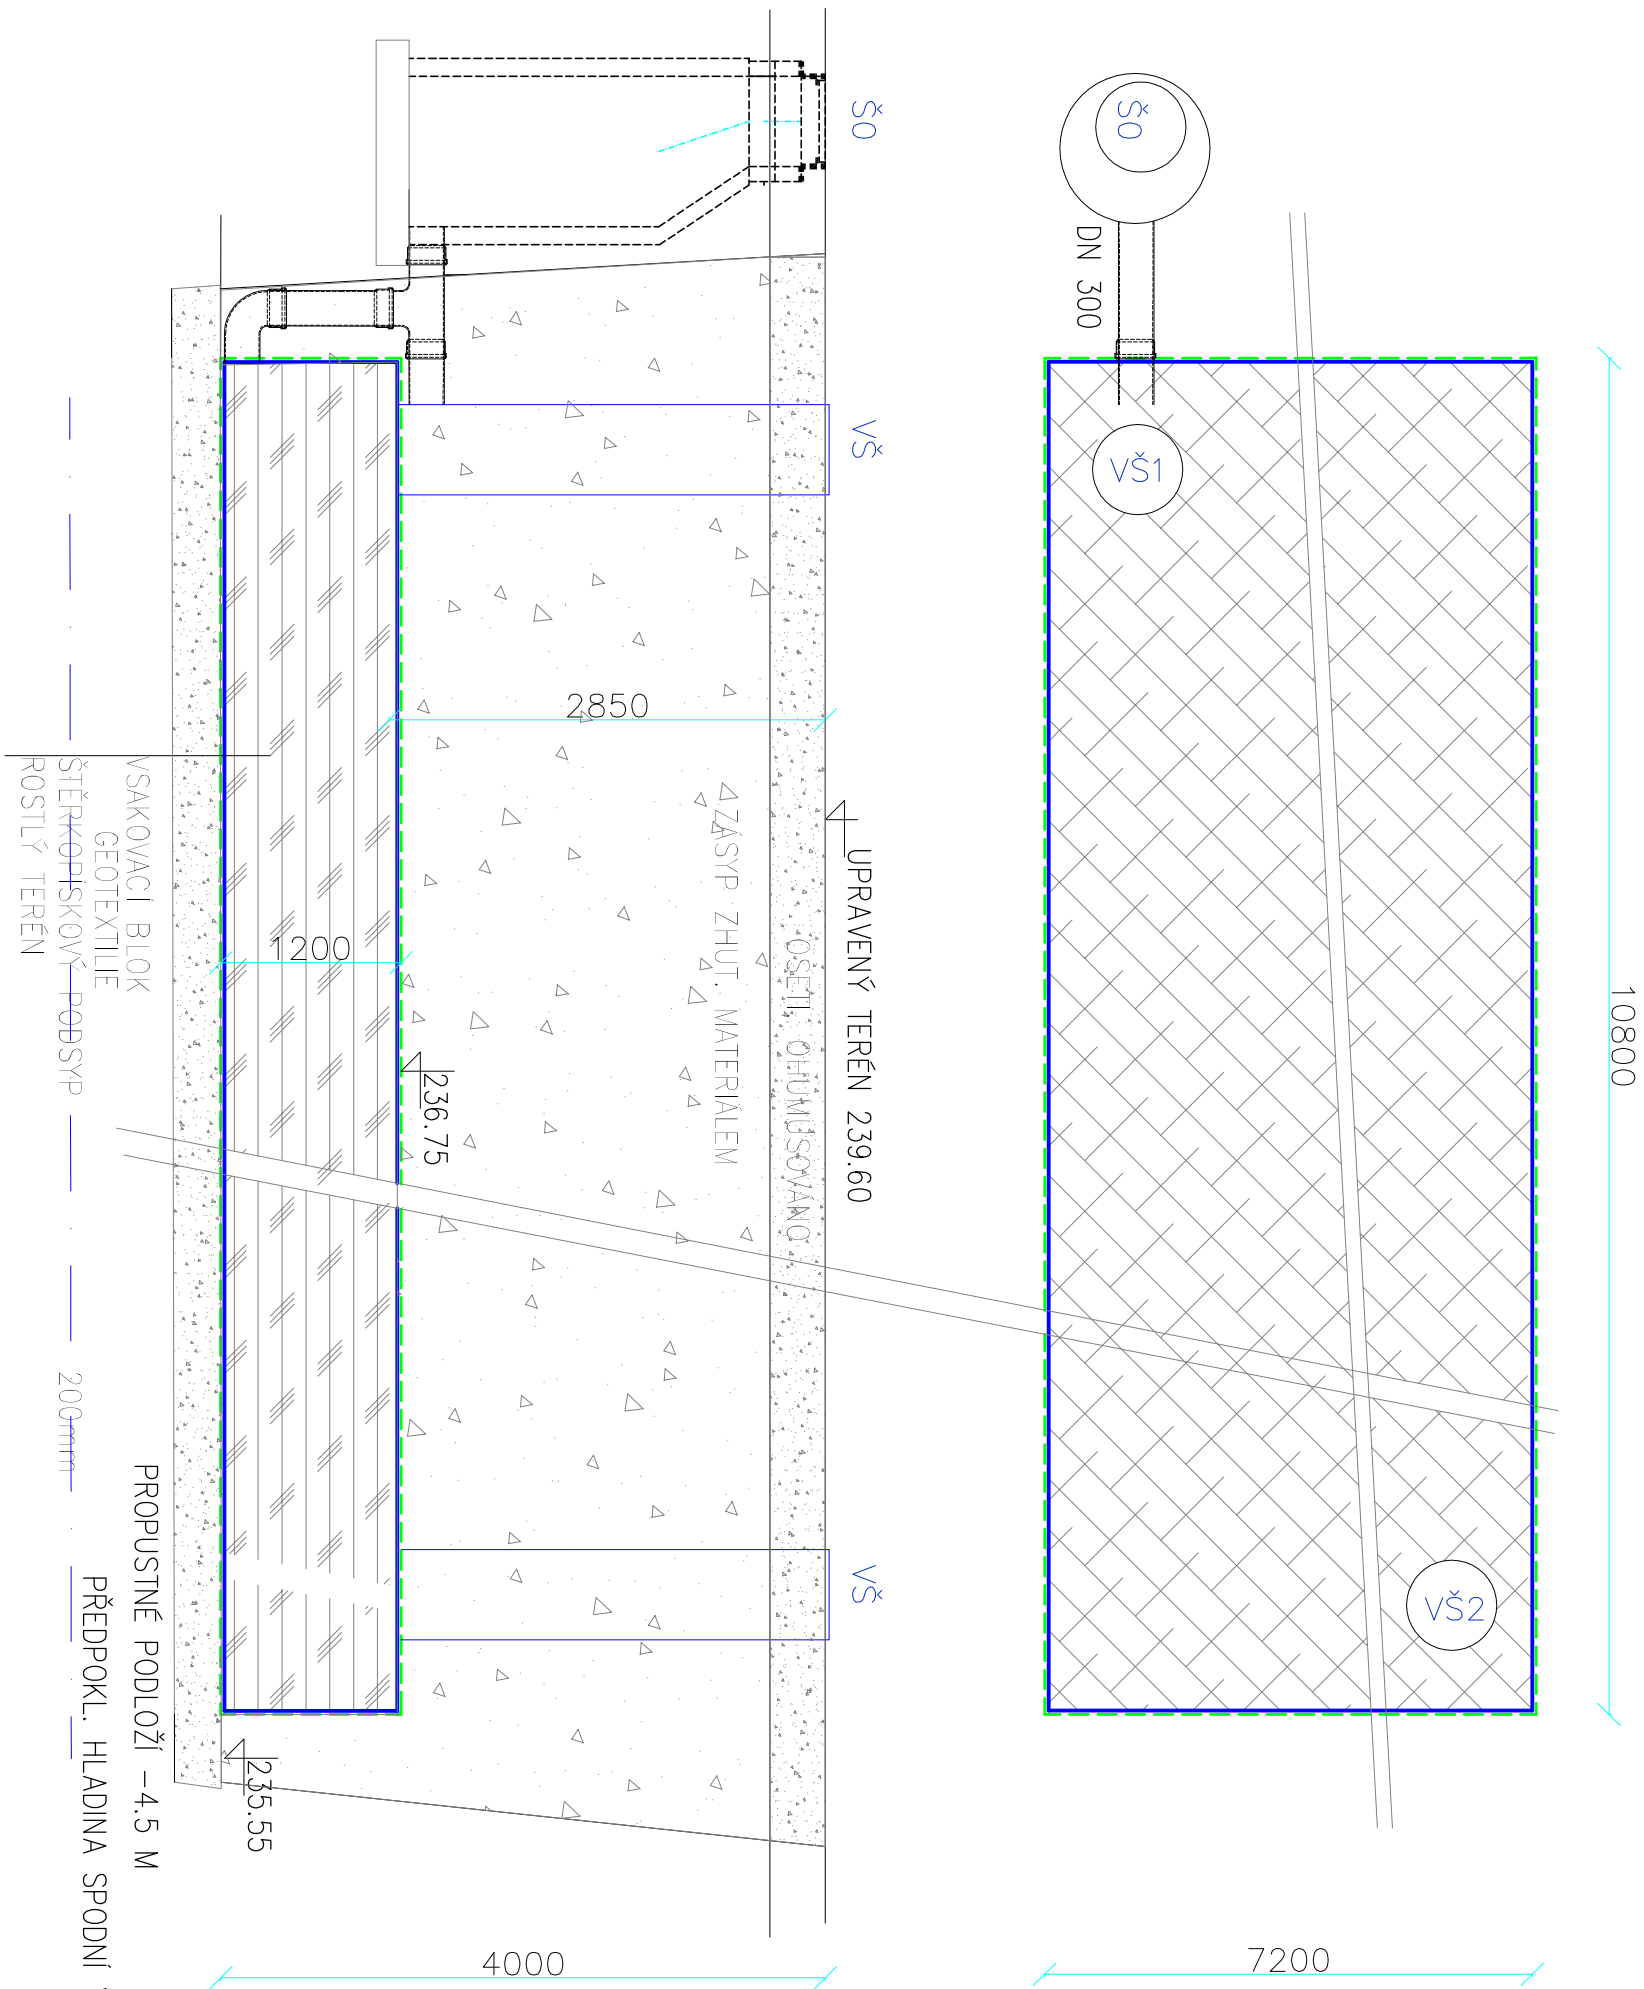 ŠO
ŠO
DN 300
VŠ
VŠ1
10800
2850
UPRAVENÝ TERÉN 239.60
OSETÍ, OHUMUSOVÁNO
ZÁSYP ZHUT. MATERIÁLEM
1200
236.75
VSAKOVACÍ BLOK
GEOTEXTILIE
ŠTĚRKOPÍSKOVÝ PODSYP
200mm
ROSTLÝ TERÉN
PROPUSTNÉ PODLOŽÍ -4.5 M
PŘEDPOKL. HLADINA SPODNÍ
235.55
VŠ
VŠ2
4000
7200